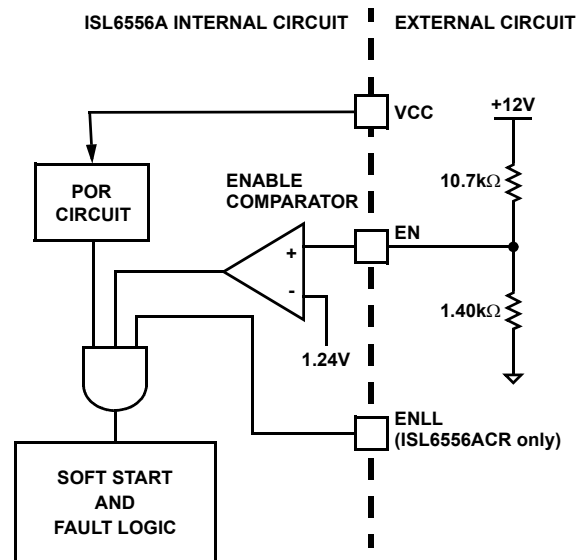 ISL6556A INTERNAL CIRCUIT
EXTERNAL CIRCUIT
VCC
+12V
POR
CIRCUIT
ENABLE
COMPARATOR
10.7kΩ
EN
+
-
1.40kΩ
1.24V
ENLL
(ISL6556ACR only)
SOFT START
AND
FAULT LOGIC